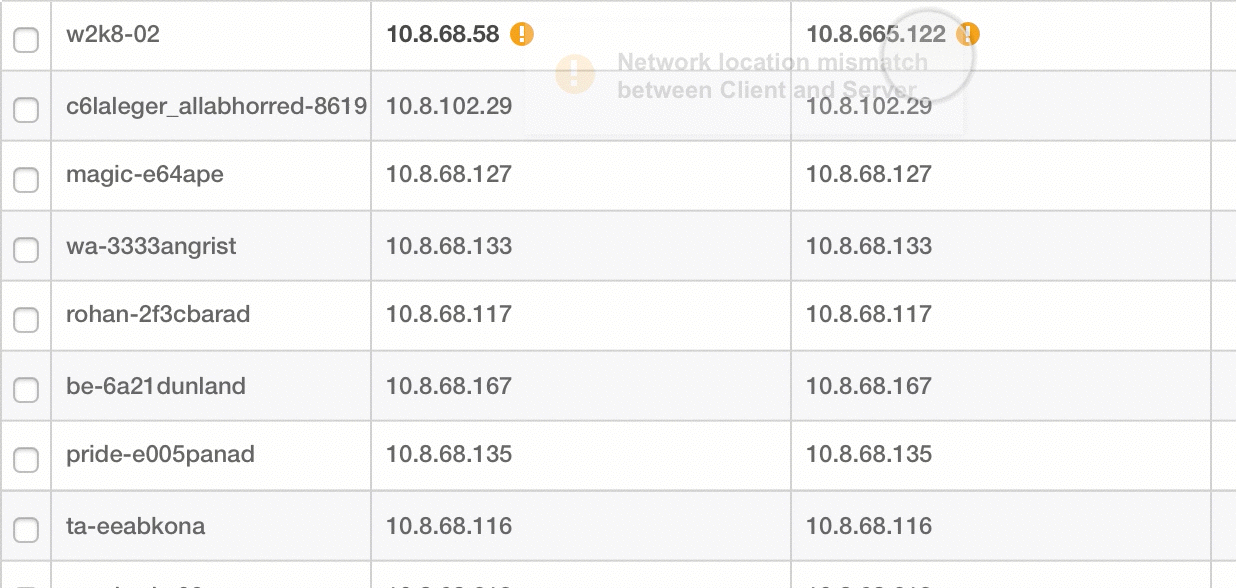 w2k8-02 10.8.68.58 10.8.665.122
Network location mismatch
between Client and Server
c6laleger_allabhorred-8619 10.8.102.29 10.8.102.29
magic-e64ape 10.8.68.127 10.8.68.127
wa-3333angrist 10.8.68.133 10.8.68.133
rohan-2f3cbarad 10.8.68.117 10.8.68.117
be-6a21dunland 10.8.68.167 10.8.68.167
pride-e005panad 10.8.68.135 10.8.68.135
ta-eeabkona 10.8.68.116 10.8.68.116